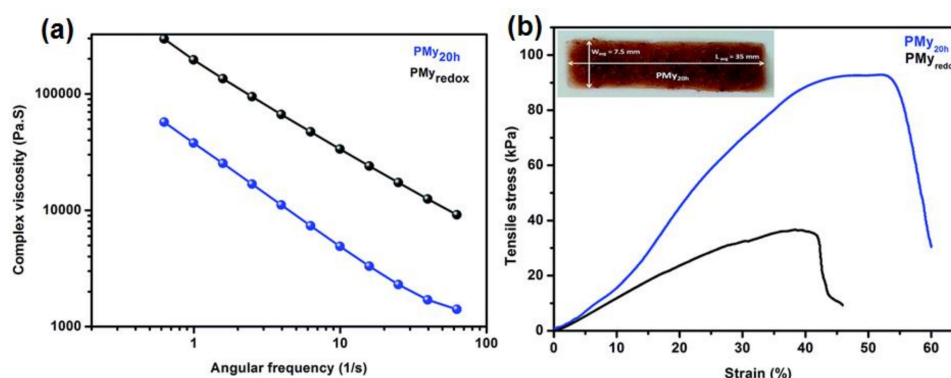 (a)
PMy20h
PMyredox
100000
10000
1000
Complex viscosity (Pa.S)
1
10
100
Angular frequency (1/s)
(b)
PMy20h
PMyredo
Wavg = 7.5 mm
Lavg = 35 mm
PMy20h
100
80
60
40
20
0
Tensile stress (kPa)
0 10 20 30 40 50 60
Strain (%)